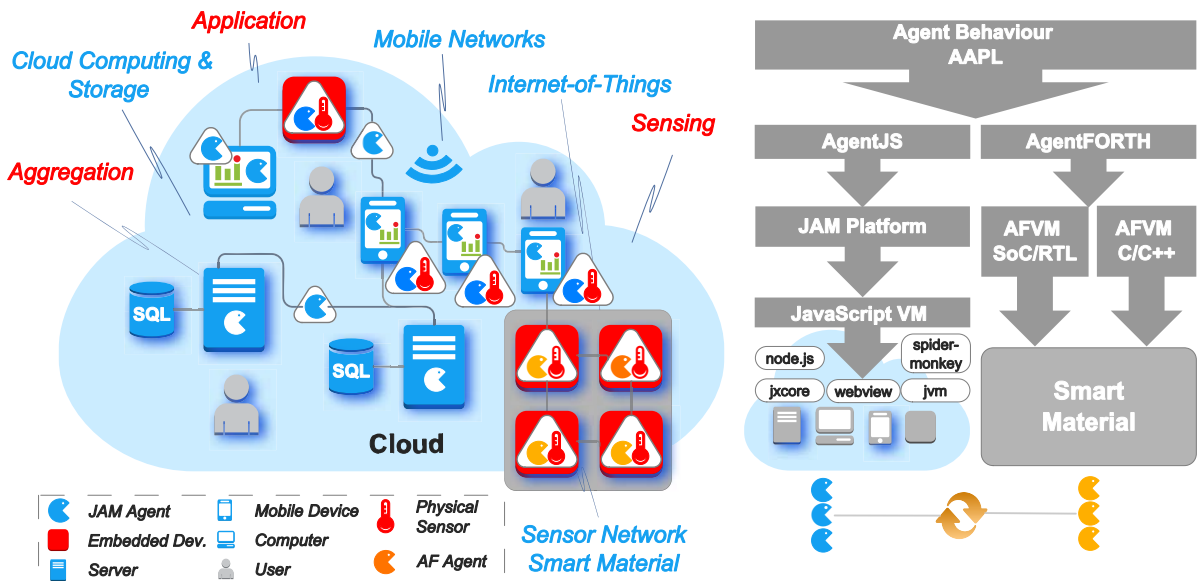 Application
Mobile Networks
Cloud Computing &
Storage
Internet-of-Things
Sensing
Aggregation
SQL
SQL
Cloud
Sensor Network
Smart Material
JAM Agent
Mobile Device
Physical
Sensor
Embedded Dev.
Computer
Server
User
AF Agent
Agent Behaviour
AAPL
AgentJS
AgentFORTH
JAM Platform
AFVM
SoC/RTL
AFVM
C/C++
JavaScript VM
node.js
spider-
monkey
jxcore
webview
jvm
Smart
Material